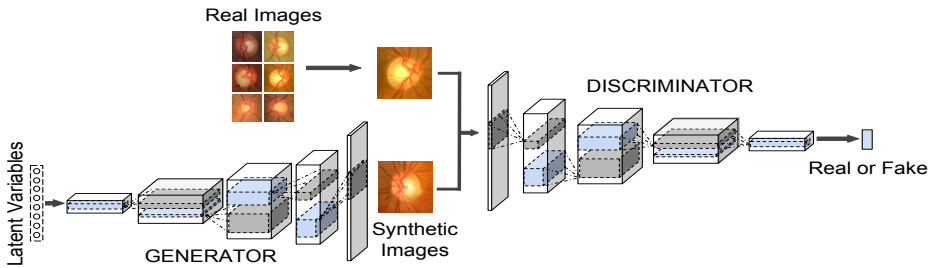 Real Images
DISCRIMINATOR
Latent Variables
Real or Fake
Synthetic
Images
GENERATOR